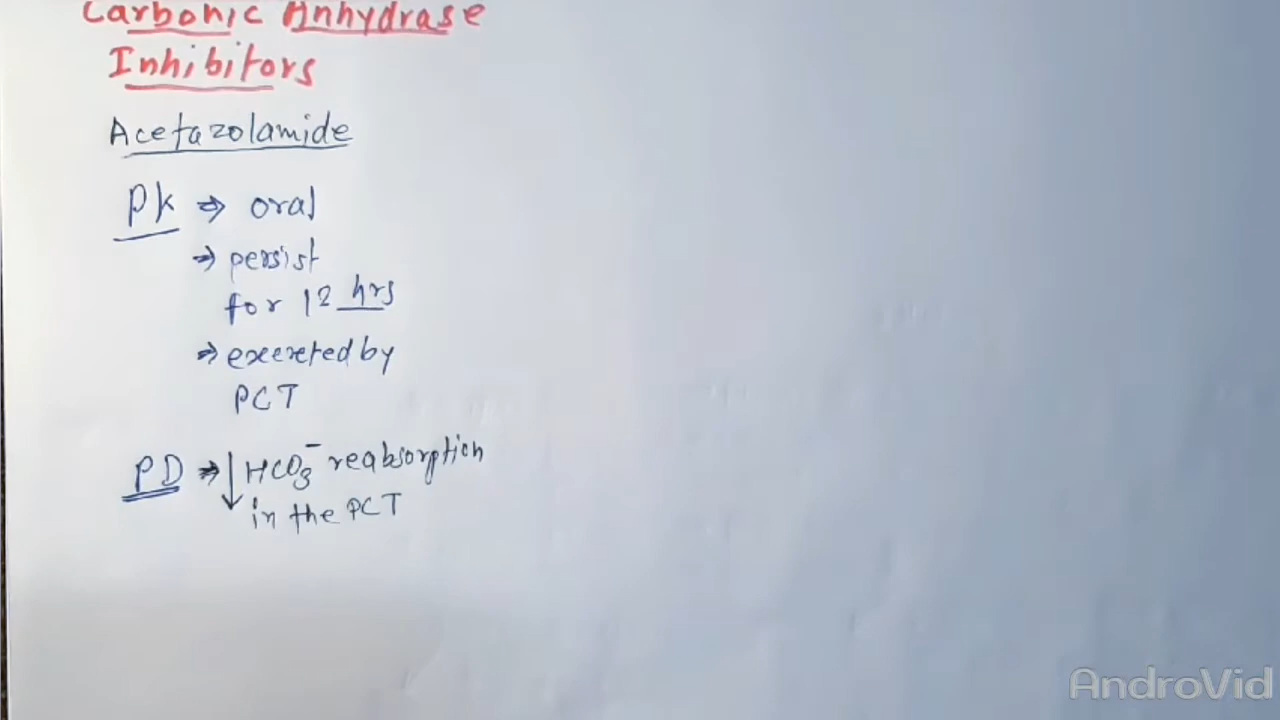 Carbonic Anhydrase
Inhibitors
Acetazolamide
PK ⇒ oral
⇒ persist
for 12 hrs
⇒ excreted by
PCT
PD ⇒ ↓ HCO₃⁻ reabsorption
in the PCT
AndroVid